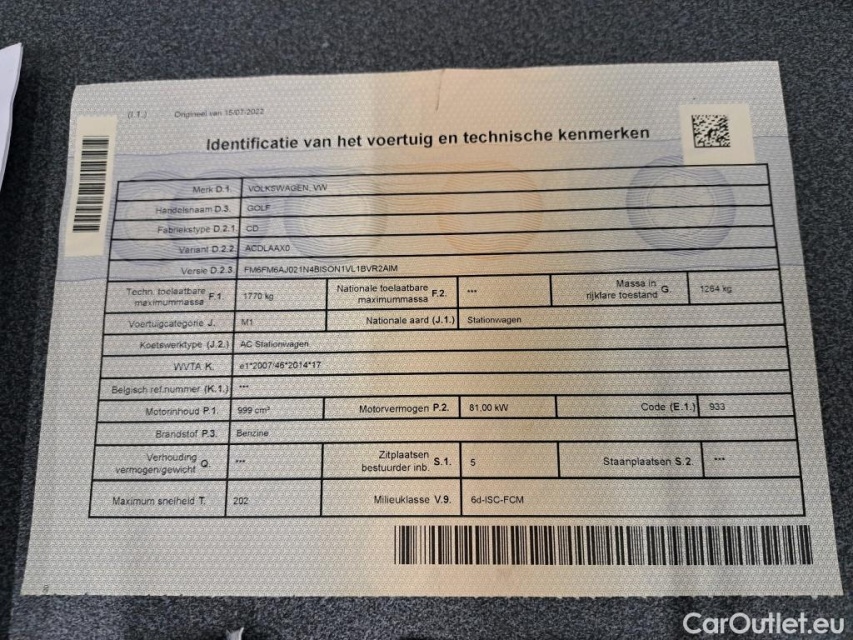 (I.T.) Origineel van 15/07/2022
Identificatie van het voertuig en technische kenmerken
Merk D.1. VOLKSWAGEN, VW
Handelsnaam D.3. GOLF
Fabriekstype D.2.1. CD
Variant D.2.2. ACDLAAX0
Versie D.2.3. FM6FM6AJ021N4BISON1VL1BVR2AIM
Techn. toelaatbare maximummassa F.1. 1770 kg Nationale toelaatbare maximummassa F.2. *** Massa in rijklare toestand G. 1264 kg
Voertuigcategorie J. M1 Nationale aard (J.1.) Stationwagen
Koetswerktype (J.2.) AC Stationwagen
WVTA K. e1*2007/46*2014*17
Belgisch ref.nummer (K.1.) ***
Motorinhoud P.1. 999 cm³ Motorvermogen P.2. 81,00 kW Code (E.1.) 933
Brandstof P.3. Benzine
Verhouding vermogen/gewicht Q. *** Zitplaatsen bestuurder inb. S.1. 5 Staanplaatsen S.2. ***
Maximum snelheid T. 202 Milieuklasse V.9. 6d-ISC-FCM
CarOutlet.eu